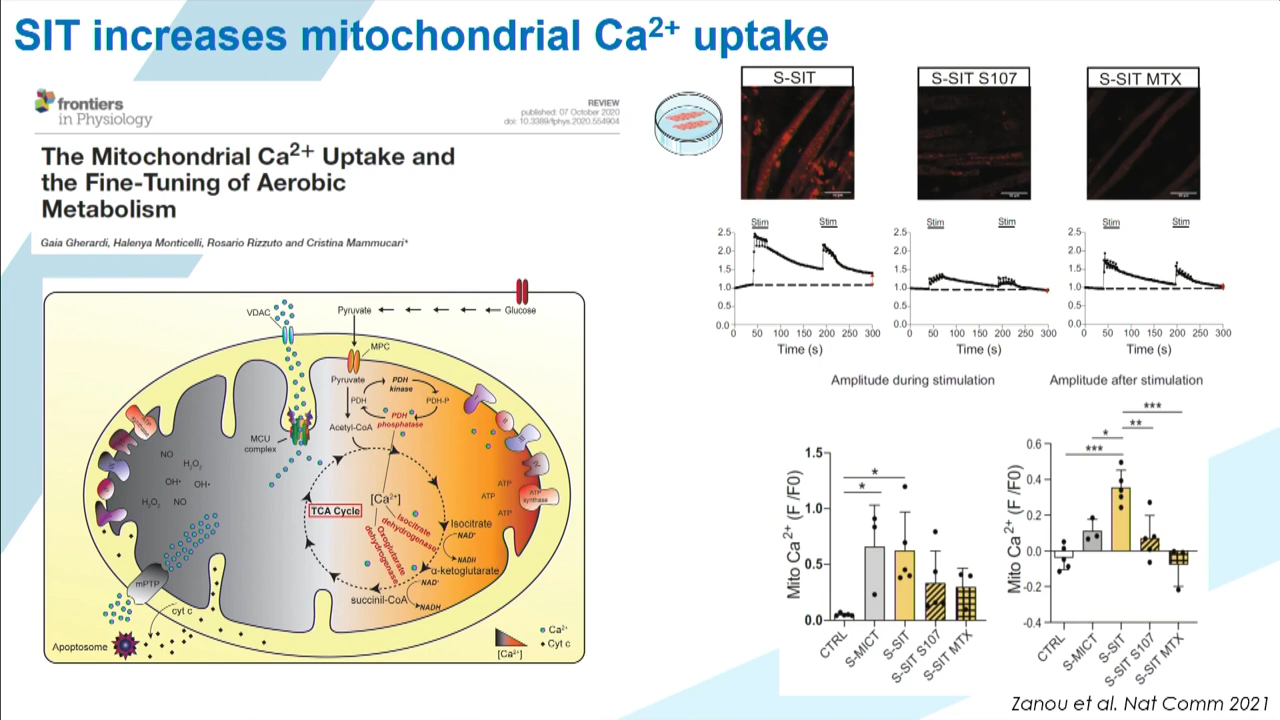 SIT increases mitochondrial Ca²⁺ uptake
frontiers
in Physiology
REVIEW
published: 07 October 2020
doi: 10.3389/fphys.2020.554904
The Mitochondrial Ca²⁺ Uptake and
the Fine-Tuning of Aerobic
Metabolism
Gaia Gherardi, Halenya Monticelli, Rosario Rizzuto and Cristina Mammucari*
VDAC
Pyruvate
Glucose
MPC
Pyruvate
PDH
kinase
PDH
PDH-P
PDH
phosphatase
Acetyl-CoA
MCU
complex
ATP
synthase
NO
H₂O₂
OH•
OH•
H₂O₂
NO
[Ca²⁺]
TCA Cycle
Isocitrate
dehydrogenase
Oxoglutarate
dehydrogenase
Isocitrate
NAD⁺
NADH
α-ketoglutarate
NAD⁺
NADH
succinil-CoA
ATP
ATP
ATP
ATP
synthase
mPTP
cyt c
Apoptosome
Ca²⁺
Cyt c
[Ca²⁺]
S-SIT
S-SIT S107
S-SIT MTX
Stim
Stim
2.5
2.0
1.5
1.0
0.5
0.0
0 50 100 150 200 250 300
Time (s)
Stim
Stim
2.5
2.0
1.5
1.0
0.5
0.0
50 100 150 200 250 300
Time (s)
Stim
Stim
2.5
2.0
1.5
1.0
0.5
0.0
50 100 150 200 250 300
Time (s)
Amplitude during stimulation
Mito Ca²⁺ (F /F0)
1.5
1.0
0.5
0.0
*
*
CTRL
S-MICT
S-SIT
S-SIT S107
S-SIT MTX
Amplitude after stimulation
Mito Ca²⁺ (F /F0)
0.6
0.4
0.2
0.0
-0.2
-0.4
***
**
*
***
CTRL
S-MICT
S-SIT
S-SIT S107
S-SIT MTX
Zanou et al. Nat Comm 2021